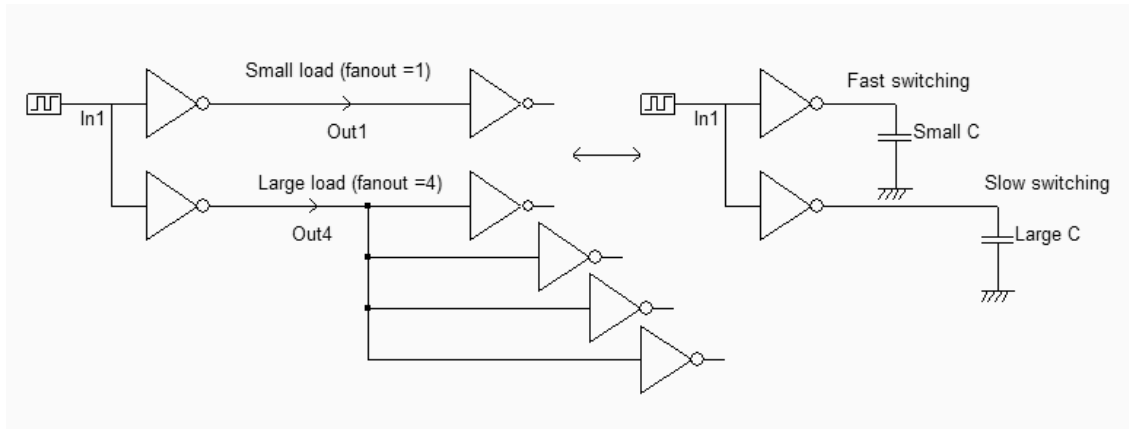 Small load (fanout =1)
In1
Out1
Large load (fanout =4)
Out4
Fast switching
In1
Small C
Slow switching
Large C